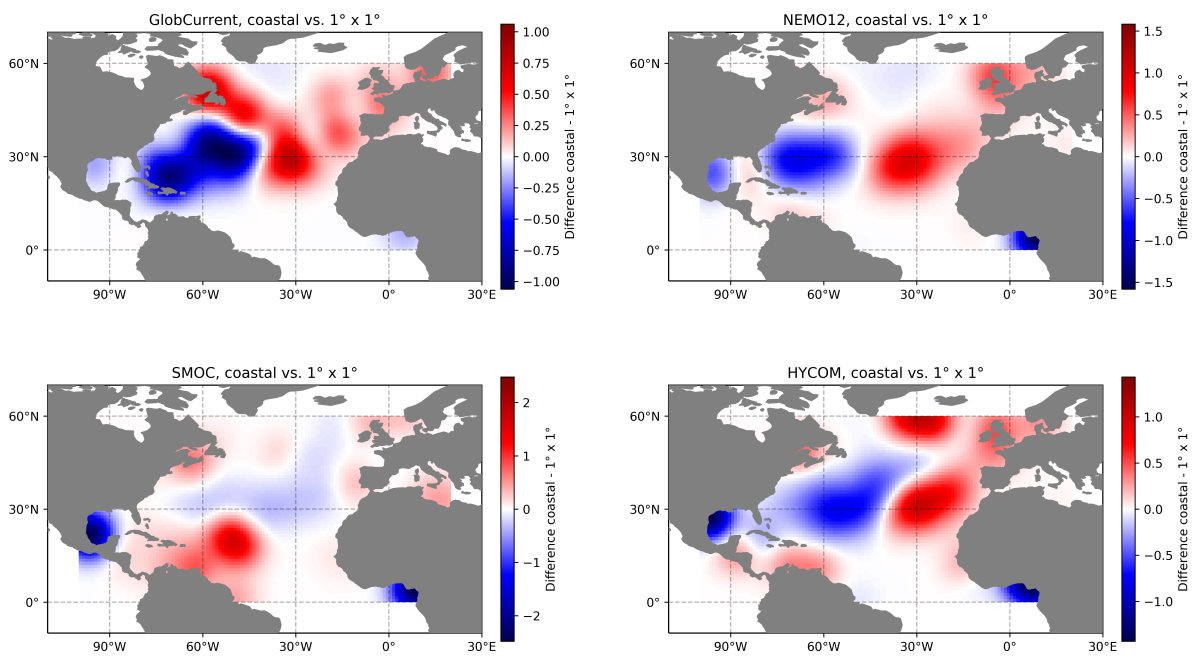 GlobCurrent, coastal vs. 1° x 1°
60°N
30°N
0°
90°W 60°W 30°W 0° 30°E
1.00
0.75
0.50
0.25
0.00
−0.25
−0.50
−0.75
−1.00
Difference coastal - 1° x 1°
NEMO12, coastal vs. 1° x 1°
60°N
30°N
0°
90°W 60°W 30°W 0° 30°E
1.5
1.0
0.5
0.0
−0.5
−1.0
−1.5
Difference coastal - 1° x 1°
SMOC, coastal vs. 1° x 1°
60°N
30°N
0°
90°W 60°W 30°W 0° 30°E
2
1
0
−1
−2
Difference coastal - 1° x 1°
HYCOM, coastal vs. 1° x 1°
60°N
30°N
0°
90°W 60°W 30°W 0° 30°E
1.0
0.5
0.0
−0.5
−1.0
Difference coastal - 1° x 1°